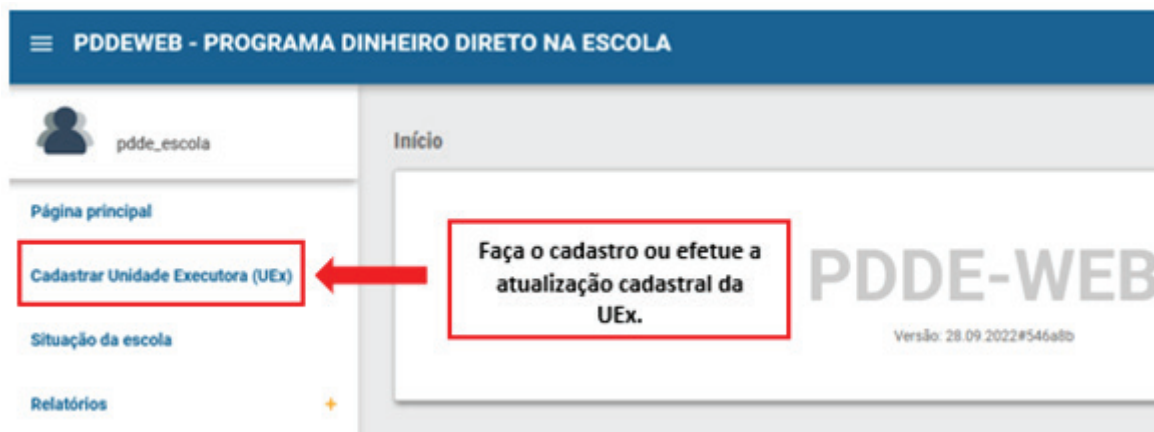 PDDEWEB - PROGRAMA DINHEIRO DIRETO NA ESCOLA
pdde_escola
Início
Página principal
Cadastrar Unidade Executora (UEx)
Situação da escola
Relatórios +
Faça o cadastro ou efetue a
atualização cadastral da
UEx.
PDDE-WEB
Versão: 28.09.2022#546a8b